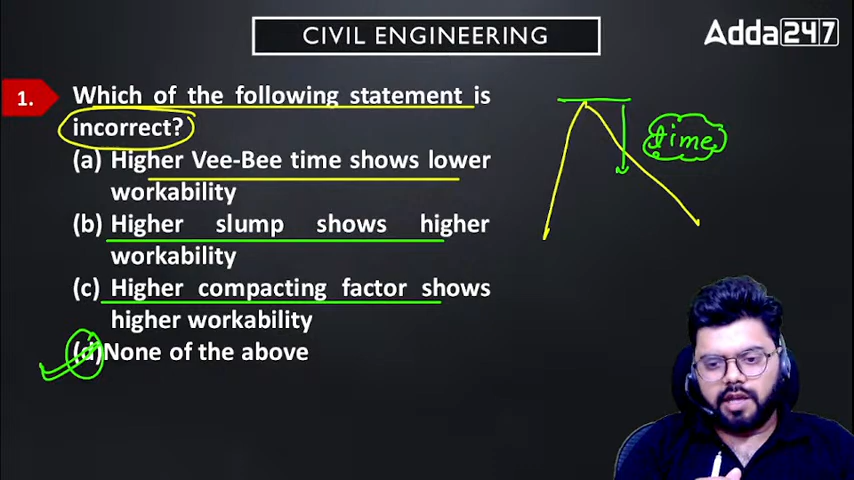 CIVIL ENGINEERING
Adda247
1.
Which of the following statement is
incorrect?
(a) Higher Vee-Bee time shows lower
workability
(b) Higher slump shows higher
workability
(c) Higher compacting factor shows
higher workability
(d)None of the above
time